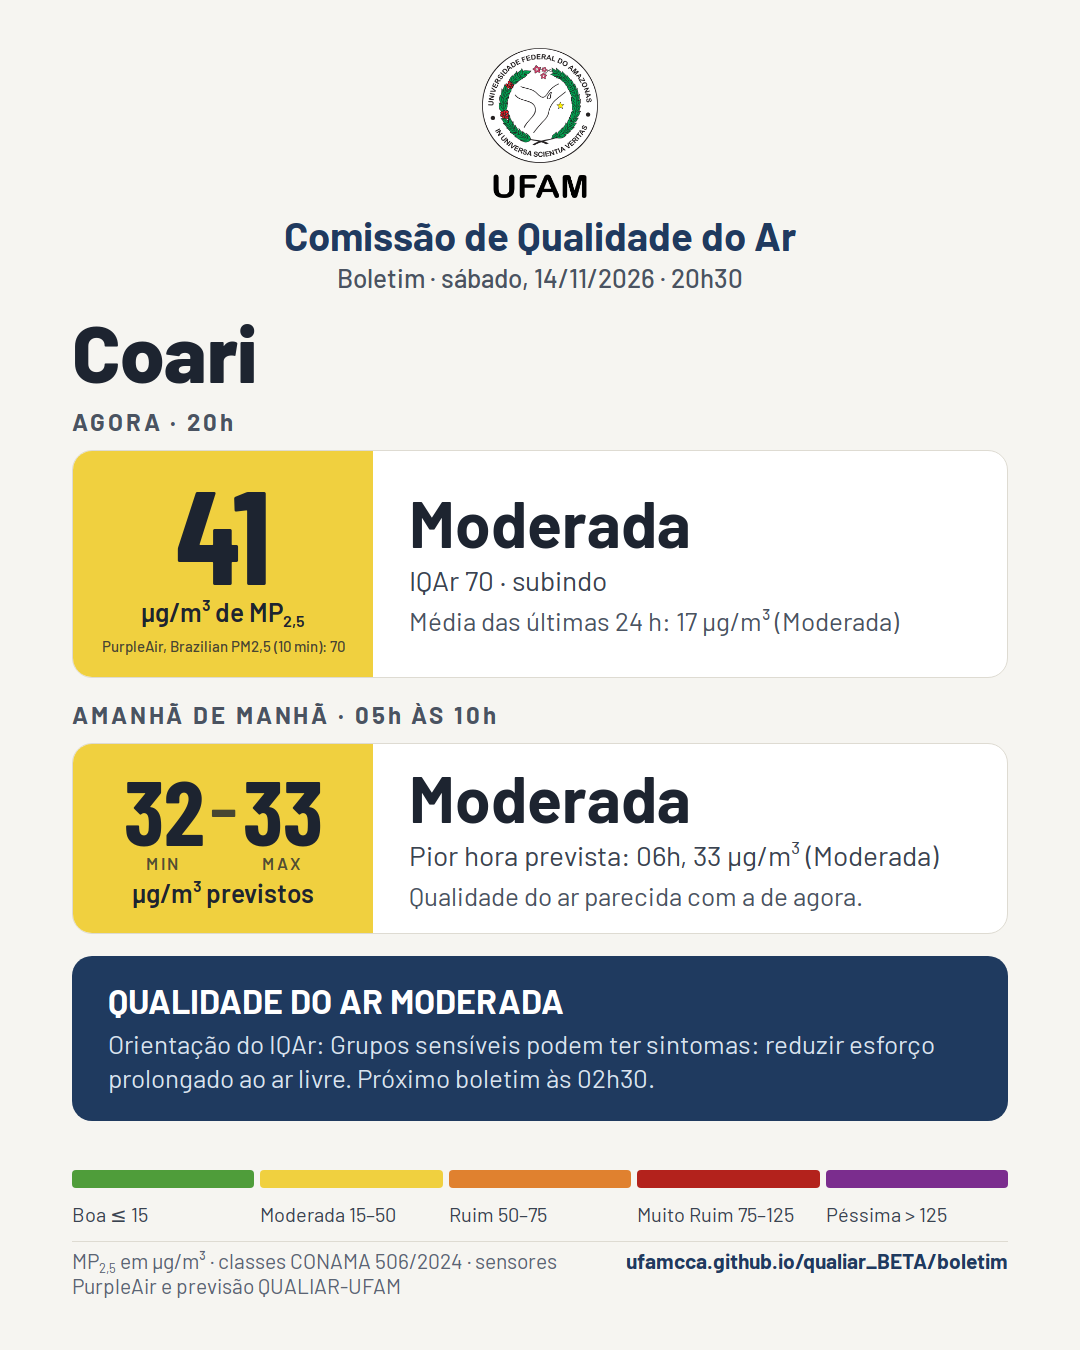 UNIVERSIDADE FEDERAL DO AMAZONAS
IN UNIVERSA SCIENTIA VERITAS
UFAM
Comissão de Qualidade do Ar
Boletim · sábado, 14/11/2026 · 20h30
Coari
AGORA · 20h
41
µg/m³ de MP2,5
PurpleAir, Brazilian PM2,5 (10 min): 70
Moderada
IQAr 70 · subindo
Média das últimas 24 h: 17 µg/m³ (Moderada)
AMANHÃ DE MANHÃ · 05h ÀS 10h
32–33
MIN MAX
µg/m³ previstos
Moderada
Pior hora prevista: 06h, 33 µg/m³ (Moderada)
Qualidade do ar parecida com a de agora.
QUALIDADE DO AR MODERADA
Orientação do IQAr: Grupos sensíveis podem ter sintomas: reduzir esforço
prolongado ao ar livre. Próximo boletim às 02h30.
Boa ≤ 15 Moderada 15–50 Ruim 50–75 Muito Ruim 75–125 Péssima > 125
MP2,5 em µg/m³ · classes CONAMA 506/2024 · sensores
PurpleAir e previsão QUALIAR-UFAM
ufamcca.github.io/qualiar_BETA/boletim